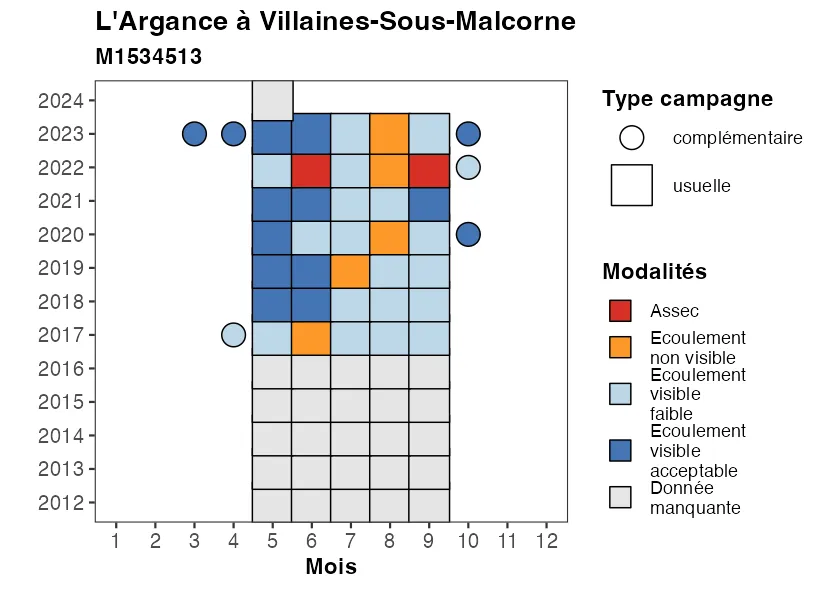 L'Argance à Villaines-Sous-Malcorne
M1534513
2024
2023
2022
2021
2020
2019
2018
2017
2016
2015
2014
2013
2012
1 2 3 4 5 6 7 8 9 10 11 12
Mois
Type campagne
complémentaire
usuelle
Modalités
Assec
Ecoulement
non visible
Ecoulement
visible
faible
Ecoulement
visible
acceptable
Donnée
manquante